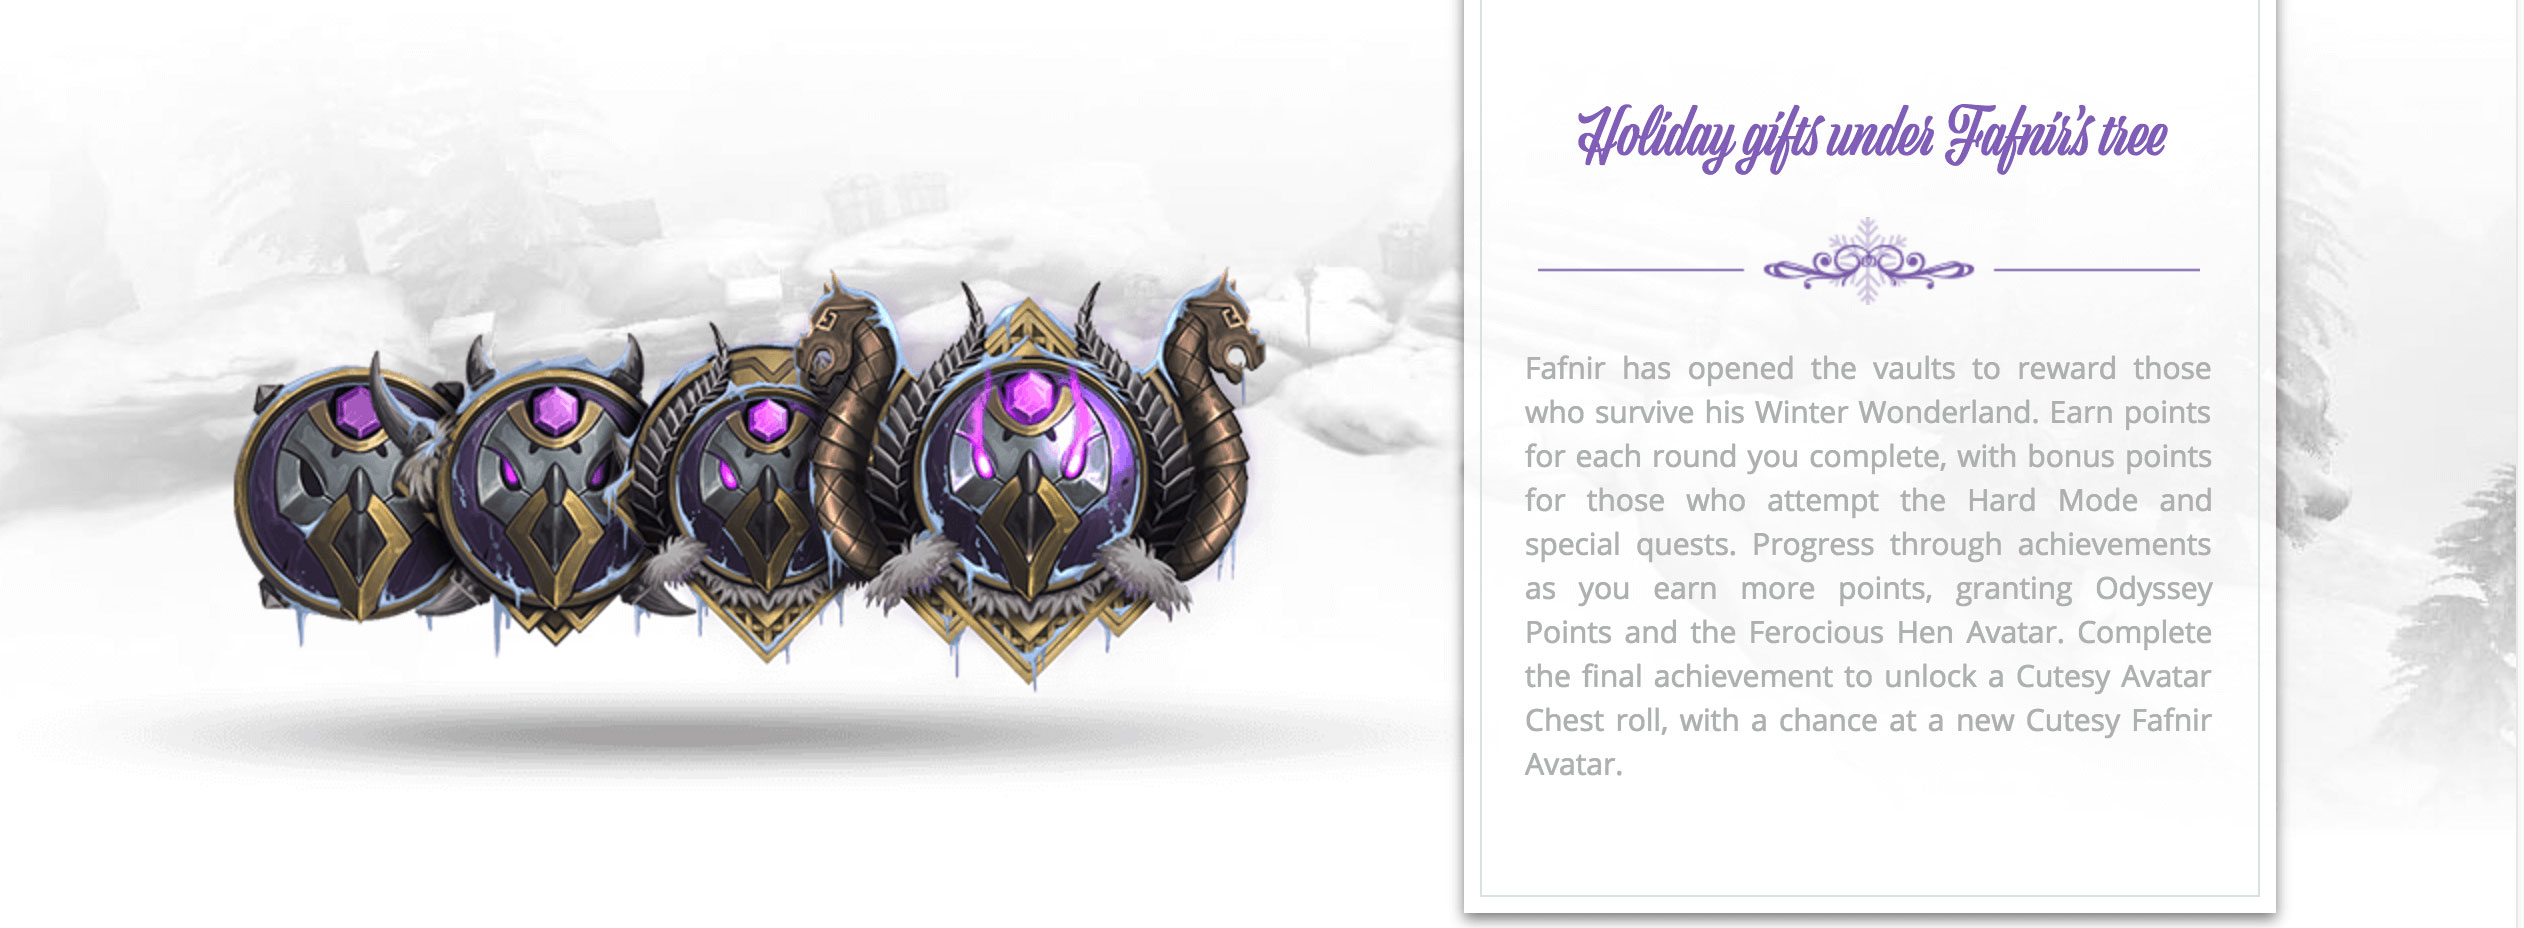 Holiday gifts under Fafnir's tree
Fafnir has opened the vaults to reward those
who survive his Winter Wonderland. Earn points
for each round you complete, with bonus points
for those who attempt the Hard Mode and
special quests. Progress through achievements
as you earn more points, granting Odyssey
Points and the Ferocious Hen Avatar. Complete
the final achievement to unlock a Cutesy Avatar
Chest roll, with a chance at a new Cutesy Fafnir
Avatar.